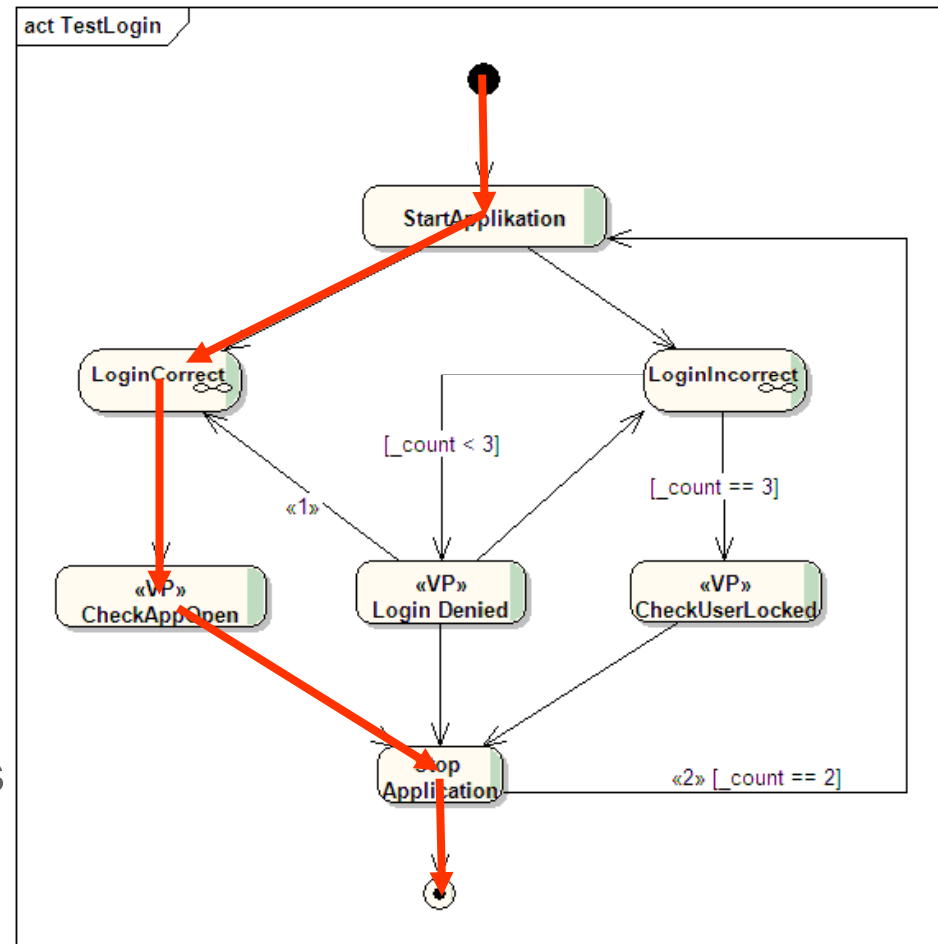 act TestLogin
StartApplikation
LoginCorrect
LoginIncorrect
[_count < 3]
[_count == 3]
«1»
«VP»
CheckAppOpen
«VP»
Login Denied
«VP»
CheckUserLocked
Stop
Application
«2» [_count == 2]
s